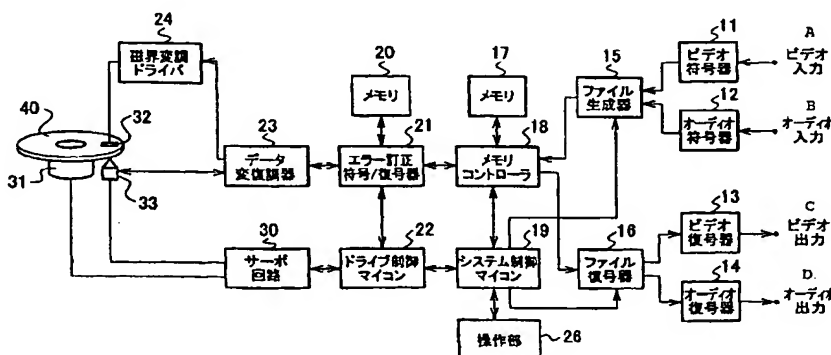 24
磁界変調
ドライバ
20
メモリ
17
メモリ
15
ファイル
生成器
11
ビデオ
符号器
A
ビデオ
入力
12
オーディオ
符号器
B
オーディオ
入力
40
32
31
33
23
データ
変復調器
21
エラー訂正
符号/復号器
18
メモリ
コントローラ
30
サーボ
回路
22
ドライブ制御
マイコン
19
システム制御
マイコン
16
ファイル
復号器
13
ビデオ
復号器
C
ビデオ
出力
14
オーディオ
復号器
D.
オーディオ
出力
操作部
26